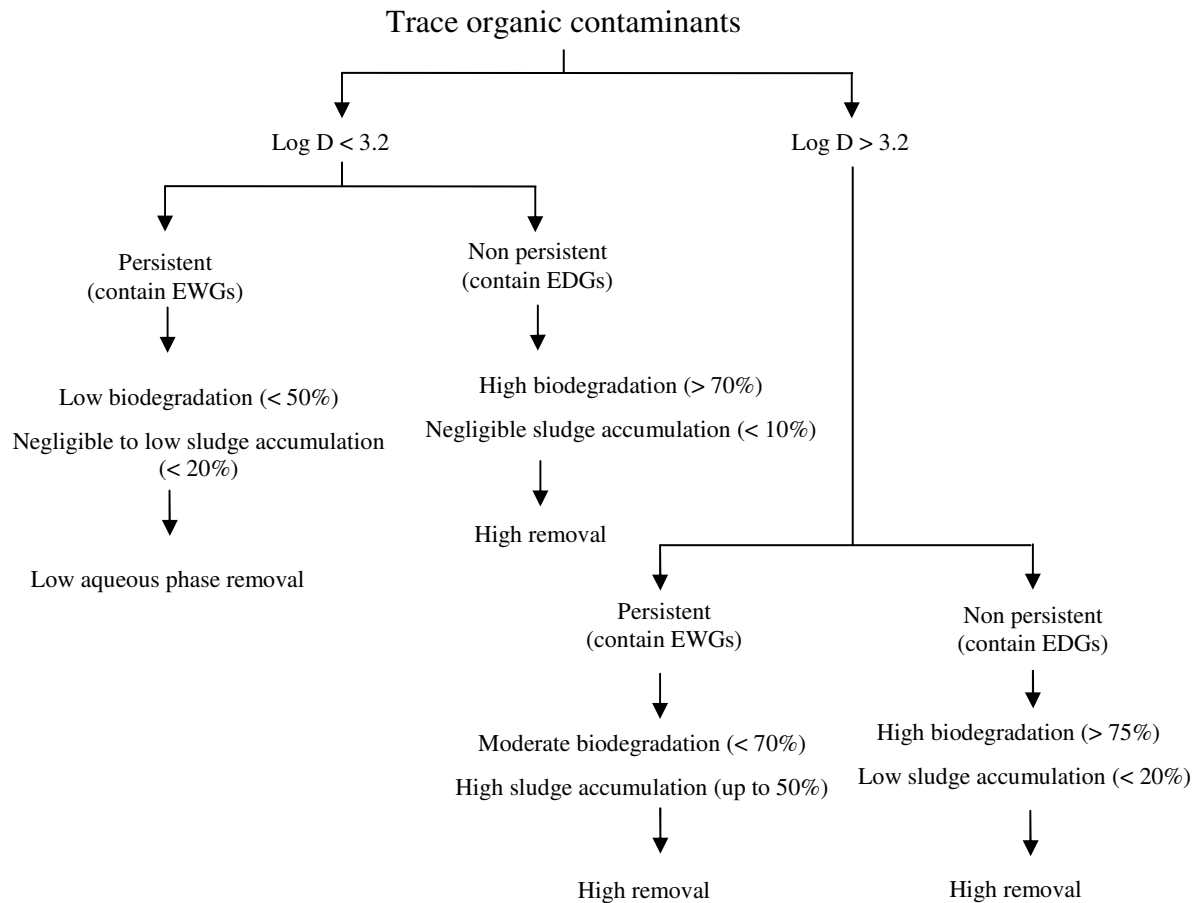 Trace organic contaminants
Log D < 3.2
Log D > 3.2
Persistent
(contain EWGs)
Non persistent
(contain EDGs)
Low biodegradation (< 50%)
Negligible to low sludge accumulation
(< 20%)
High biodegradation (> 70%)
Negligible sludge accumulation (< 10%)
Low aqueous phase removal
High removal
Persistent
(contain EWGs)
Non persistent
(contain EDGs)
Moderate biodegradation (< 70%)
High sludge accumulation (up to 50%)
High biodegradation (> 75%)
Low sludge accumulation (< 20%)
High removal
High removal